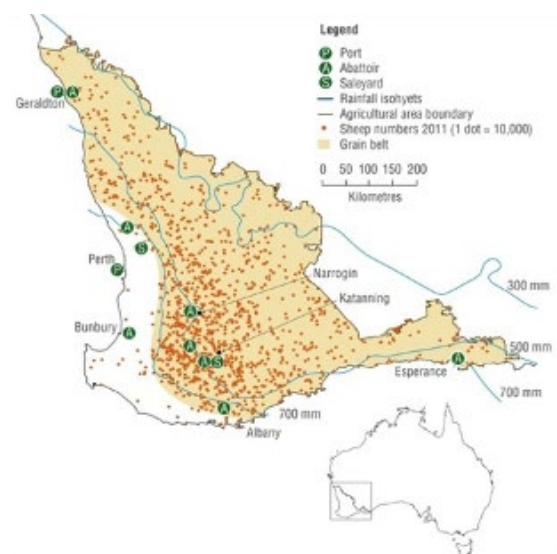 Legend
P Port
A Abattoir
S Saleyard
Rainfall isohyets
Agricultural area boundary
Sheep numbers 2011 (1 dot = 10,000)
Grain belt
0 50 100 150 200
Kilometres
P A
Geraldton
A
S
Perth P
Narrogin
A
Katanning
300 mm
Bunbury A
A
A S
500 mm
Esperance A
700 mm
A
700 mm
Albany